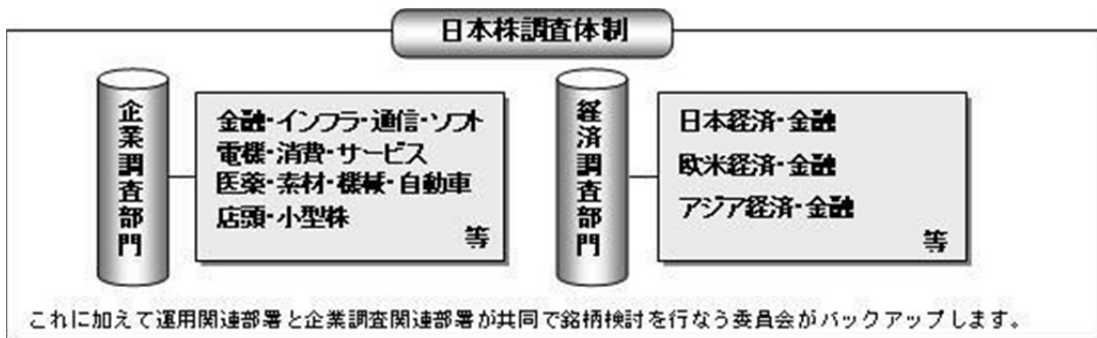 日本株調査体制
企業調査部門
金融・インフラ・通信・ソフト
電機・消費・サービス
医薬・素材・機械・自動車
店頭・小型株
等
経済調査部門
日本経済・金融
欧米経済・金融
アジア経済・金融
等
これに加えて運用関連部署と企業調査関連部署が共同で銘柄検討を行なう委員会がバックアップします。